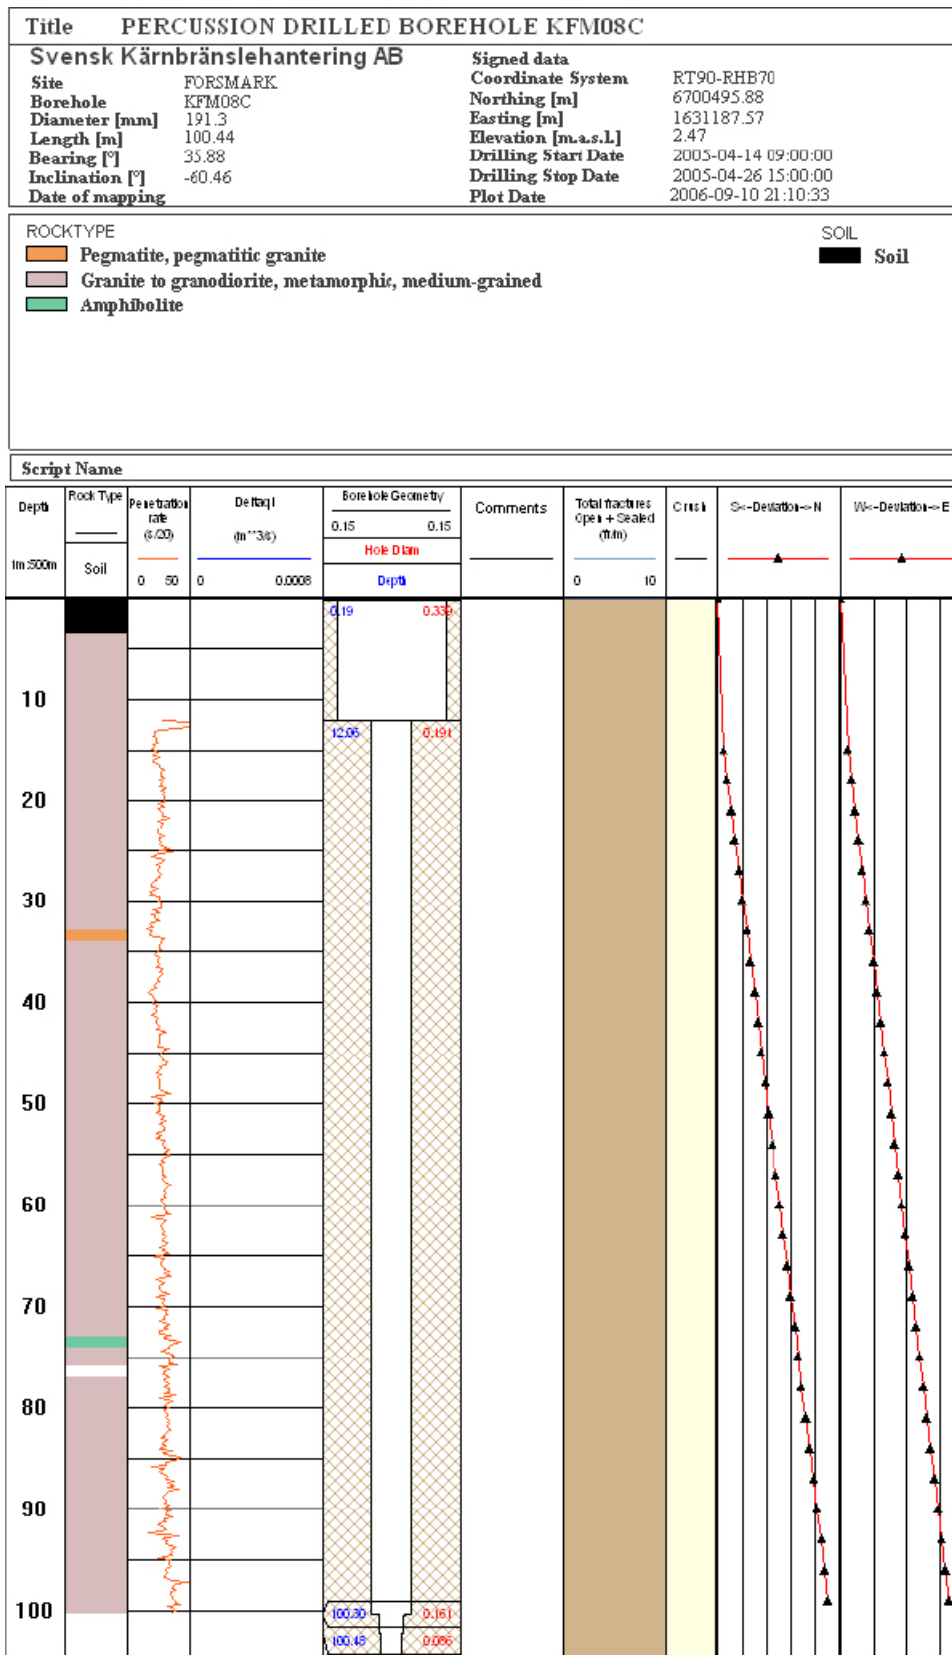 Title PERCUSSION DRILLED BOREHOLE KFM08C
Svensk Kärnbränslehantering AB
Site FORSMARK
Borehole KFM08C
Diameter [mm] 191.3
Length [m] 100.44
Bearing [°] 35.88
Inclination [°] -60.46
Date of mapping
Signed data
Coordinate System RT90-RHB70
Northing [m] 6700495.88
Easting [m] 1631187.57
Elevation [m.a.s.l.] 2.47
Drilling Start Date 2005-04-14 09:00:00
Drilling Stop Date 2005-04-26 15:00:00
Plot Date 2006-09-10 21:10:33
ROCKTYPE
Pegmatite, pegmatitic granite
Granite to granodiorite, metamorphic, medium-grained
Amphibolite
SOIL
Soil
Script Name
Depth
1m:500m
Rock Type
Soil
Penetration
rate
(s/20)
0 50
Deltaq1
(m**3/s)
0 0.0008
Borehole Geometry
0.15 0.15
Hole Diam
Depth
Comments
Total fractures
Open + Sealed
(fr/m)
0 10
Crush
S<--Deviation-->N
W<--Deviation-->E
0.19 0.339
10
12.06 0.191
20
30
40
50
60
70
80
90
100
100.30 0.161
100.48 0.086